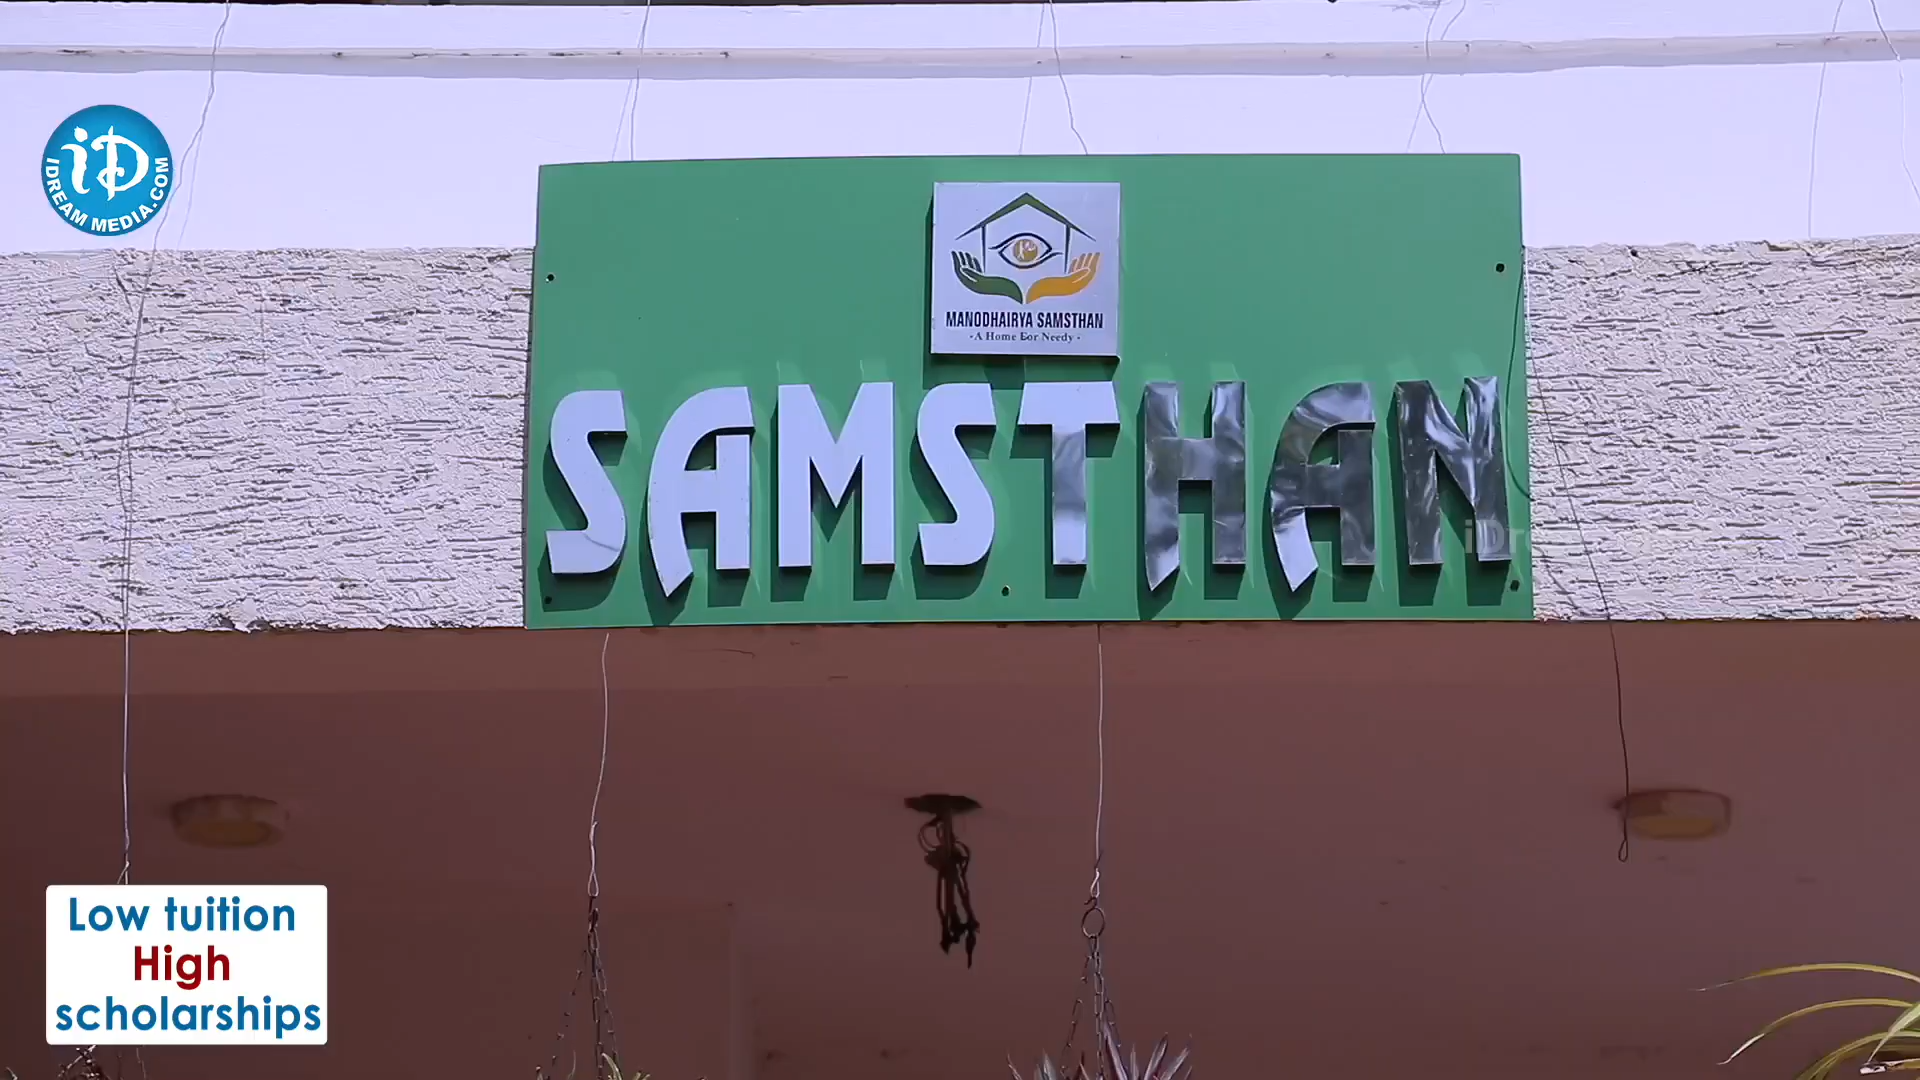 iD
IDREAM MEDIA.COM
MANODHAIRYA SAMSTHAN
- A Home For Needy -
SAMSTHAN
Low tuition
High
scholarships